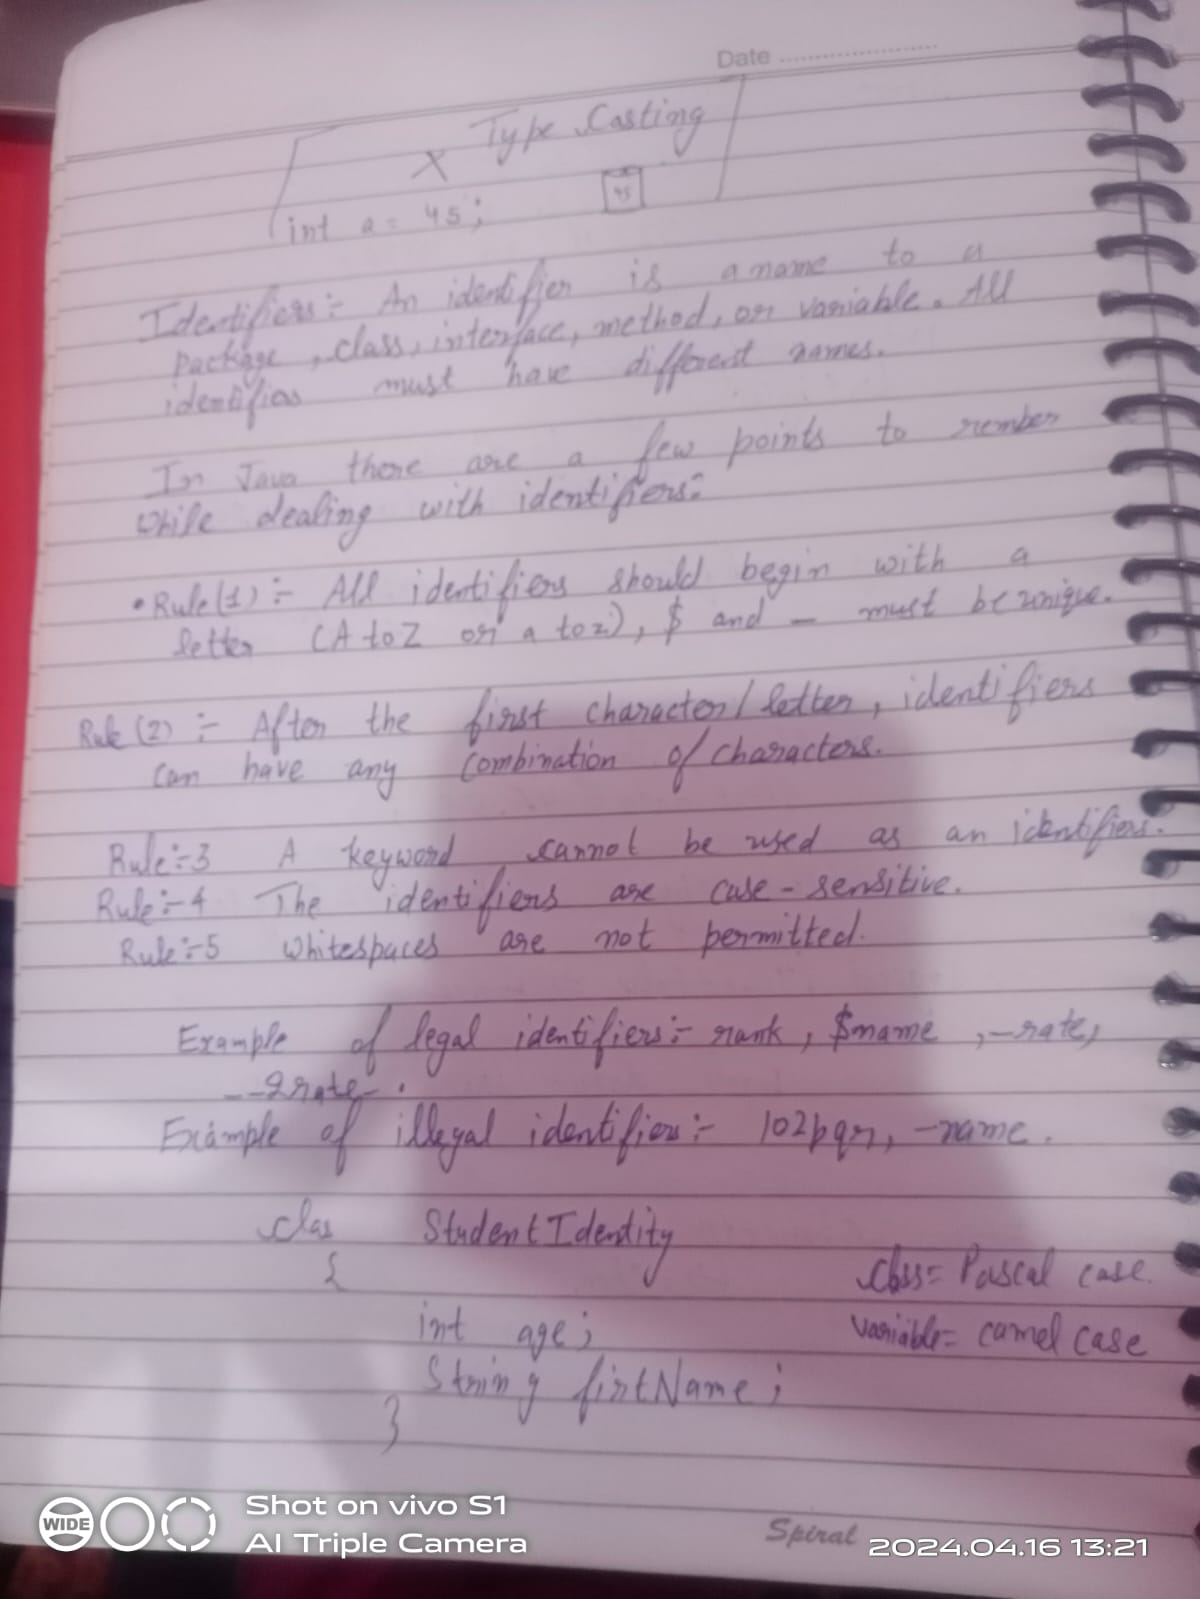 Date
Type Casting
X
int a = 45;
45
Identifiers:- An identifier is a name to a
package, class, interface, method, or variable. All
identifiers must have different names.
In Java there are a few points to rember
while dealing with identifiers:
• Rule(1):- All identifiers should begin with a
letter (A to Z or a to z), $ and _ must be unique.
Rule (2) :- After the first character/letter, identifiers
can have any combination of characters.
Rule:-3 A keyword cannot be used as an identifiers.
Rule:-4 The identifiers are case-sensitive.
Rule:-5 Whitespaces are not permitted.
Example of legal identifiers:- rank, $name, _rate,
__2rate_.
Example of illegal identifiers:- 102pqr, -name.
clas StudentIdentity
{
class = Pascal case.
int age;
variable = camel case
String firtName;
}
WIDE
Shot on vivo S1
AI Triple Camera
Spiral
2024.04.16 13:21